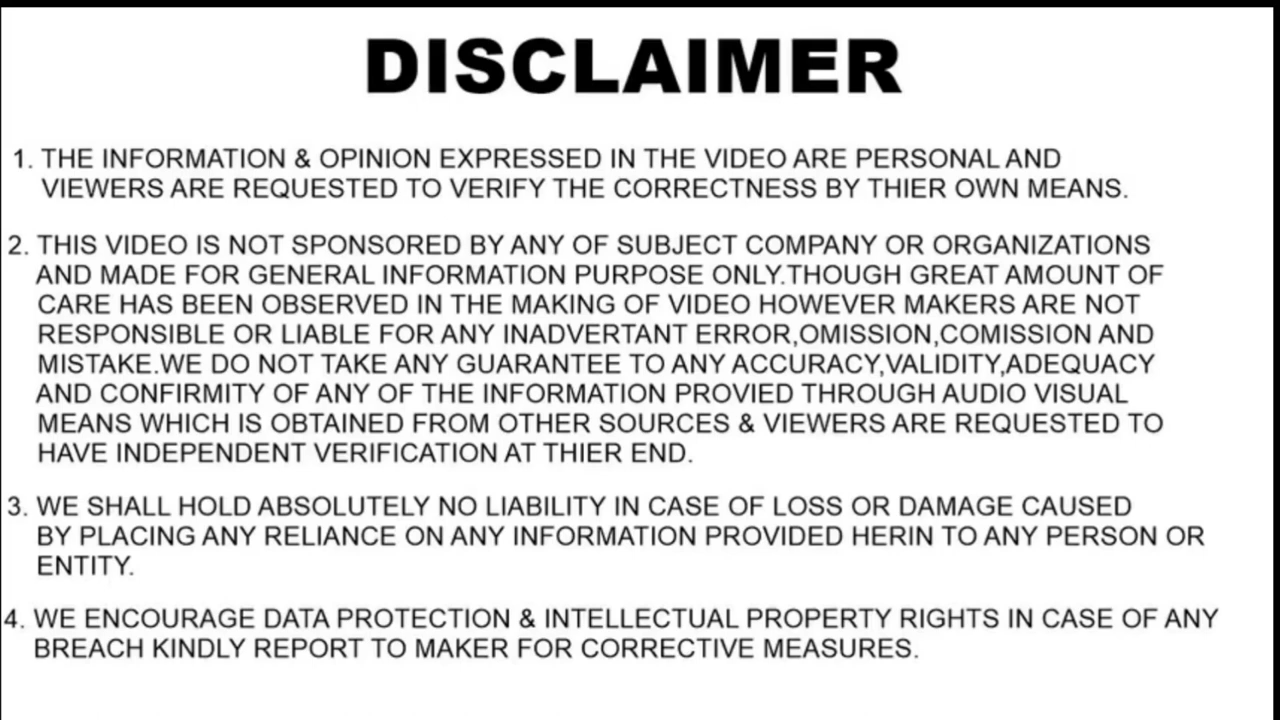 DISCLAIMER
1. THE INFORMATION & OPINION EXPRESSED IN THE VIDEO ARE PERSONAL AND
VIEWERS ARE REQUESTED TO VERIFY THE CORRECTNESS BY THIER OWN MEANS.
2. THIS VIDEO IS NOT SPONSORED BY ANY OF SUBJECT COMPANY OR ORGANIZATIONS
AND MADE FOR GENERAL INFORMATION PURPOSE ONLY.THOUGH GREAT AMOUNT OF
CARE HAS BEEN OBSERVED IN THE MAKING OF VIDEO HOWEVER MAKERS ARE NOT
RESPONSIBLE OR LIABLE FOR ANY INADVERTANT ERROR,OMISSION,COMISSION AND
MISTAKE.WE DO NOT TAKE ANY GUARANTEE TO ANY ACCURACY,VALIDITY,ADEQUACY
AND CONFIRMITY OF ANY OF THE INFORMATION PROVIED THROUGH AUDIO VISUAL
MEANS WHICH IS OBTAINED FROM OTHER SOURCES & VIEWERS ARE REQUESTED TO
HAVE INDEPENDENT VERIFICATION AT THIER END.
3. WE SHALL HOLD ABSOLUTELY NO LIABILITY IN CASE OF LOSS OR DAMAGE CAUSED
BY PLACING ANY RELIANCE ON ANY INFORMATION PROVIDED HERIN TO ANY PERSON OR
ENTITY.
4. WE ENCOURAGE DATA PROTECTION & INTELLECTUAL PROPERTY RIGHTS IN CASE OF ANY
BREACH KINDLY REPORT TO MAKER FOR CORRECTIVE MEASURES.